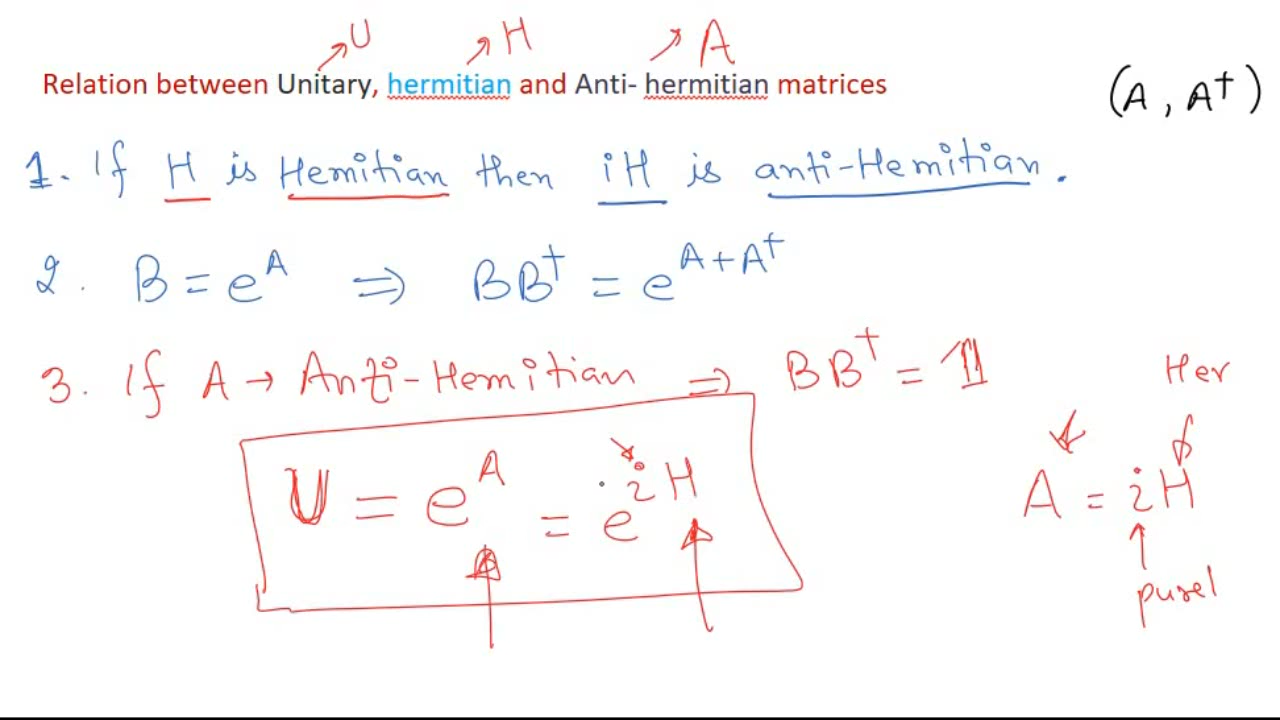 U H A
Relation between Unitary, hermitian and Anti- hermitian matrices
(A , A†)
1. If H is Hemitian then iH is anti-Hemitian.
2. B = e^A ⇒ BB† = e^{A+A†}
3. If A → Anti-Hemitian ⇒ BB† = 𝟙
Her
U = e^A = e^{iH}
A = iH
purel